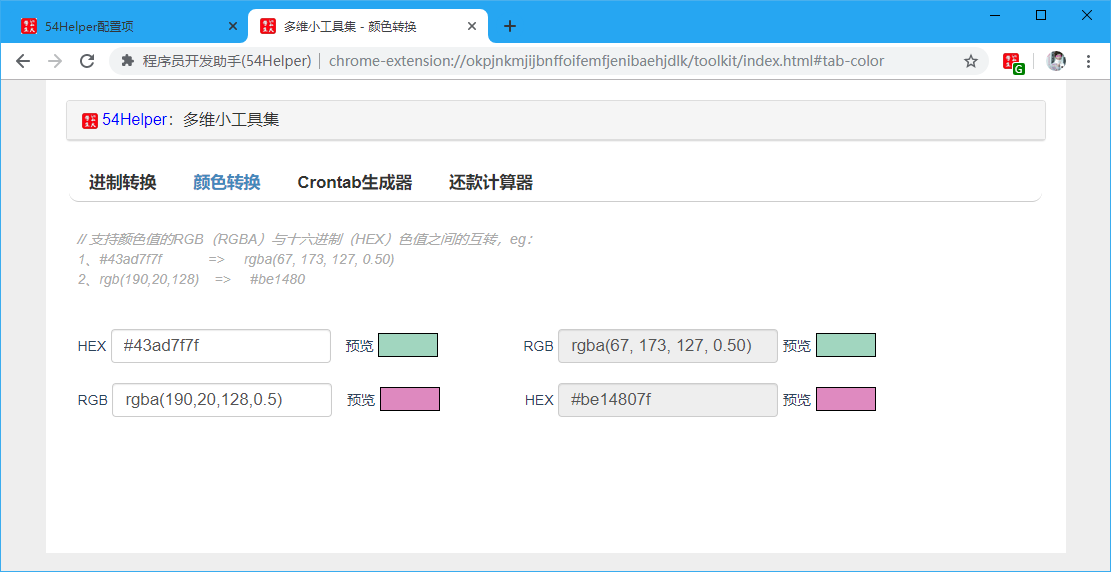 54Helper配置项
多维小工具集 - 颜色转换
程序员开发助手(54Helper) | chrome-extension://okpjnkmjijbnffoifemfjenibaehjdlk/toolkit/index.html#tab-color
54Helper：多维小工具集
进制转换 颜色转换 Crontab生成器 还款计算器
// 支持颜色值的RGB（RGBA）与十六进制（HEX）色值之间的互转，eg：
1、#43ad7f7f => rgba(67, 173, 127, 0.50)
2、rgb(190,20,128) => #be1480
HEX #43ad7f7f 预览 RGB rgba(67, 173, 127, 0.50) 预览
RGB rgba(190,20,128,0.5) 预览 HEX #be14807f 预览